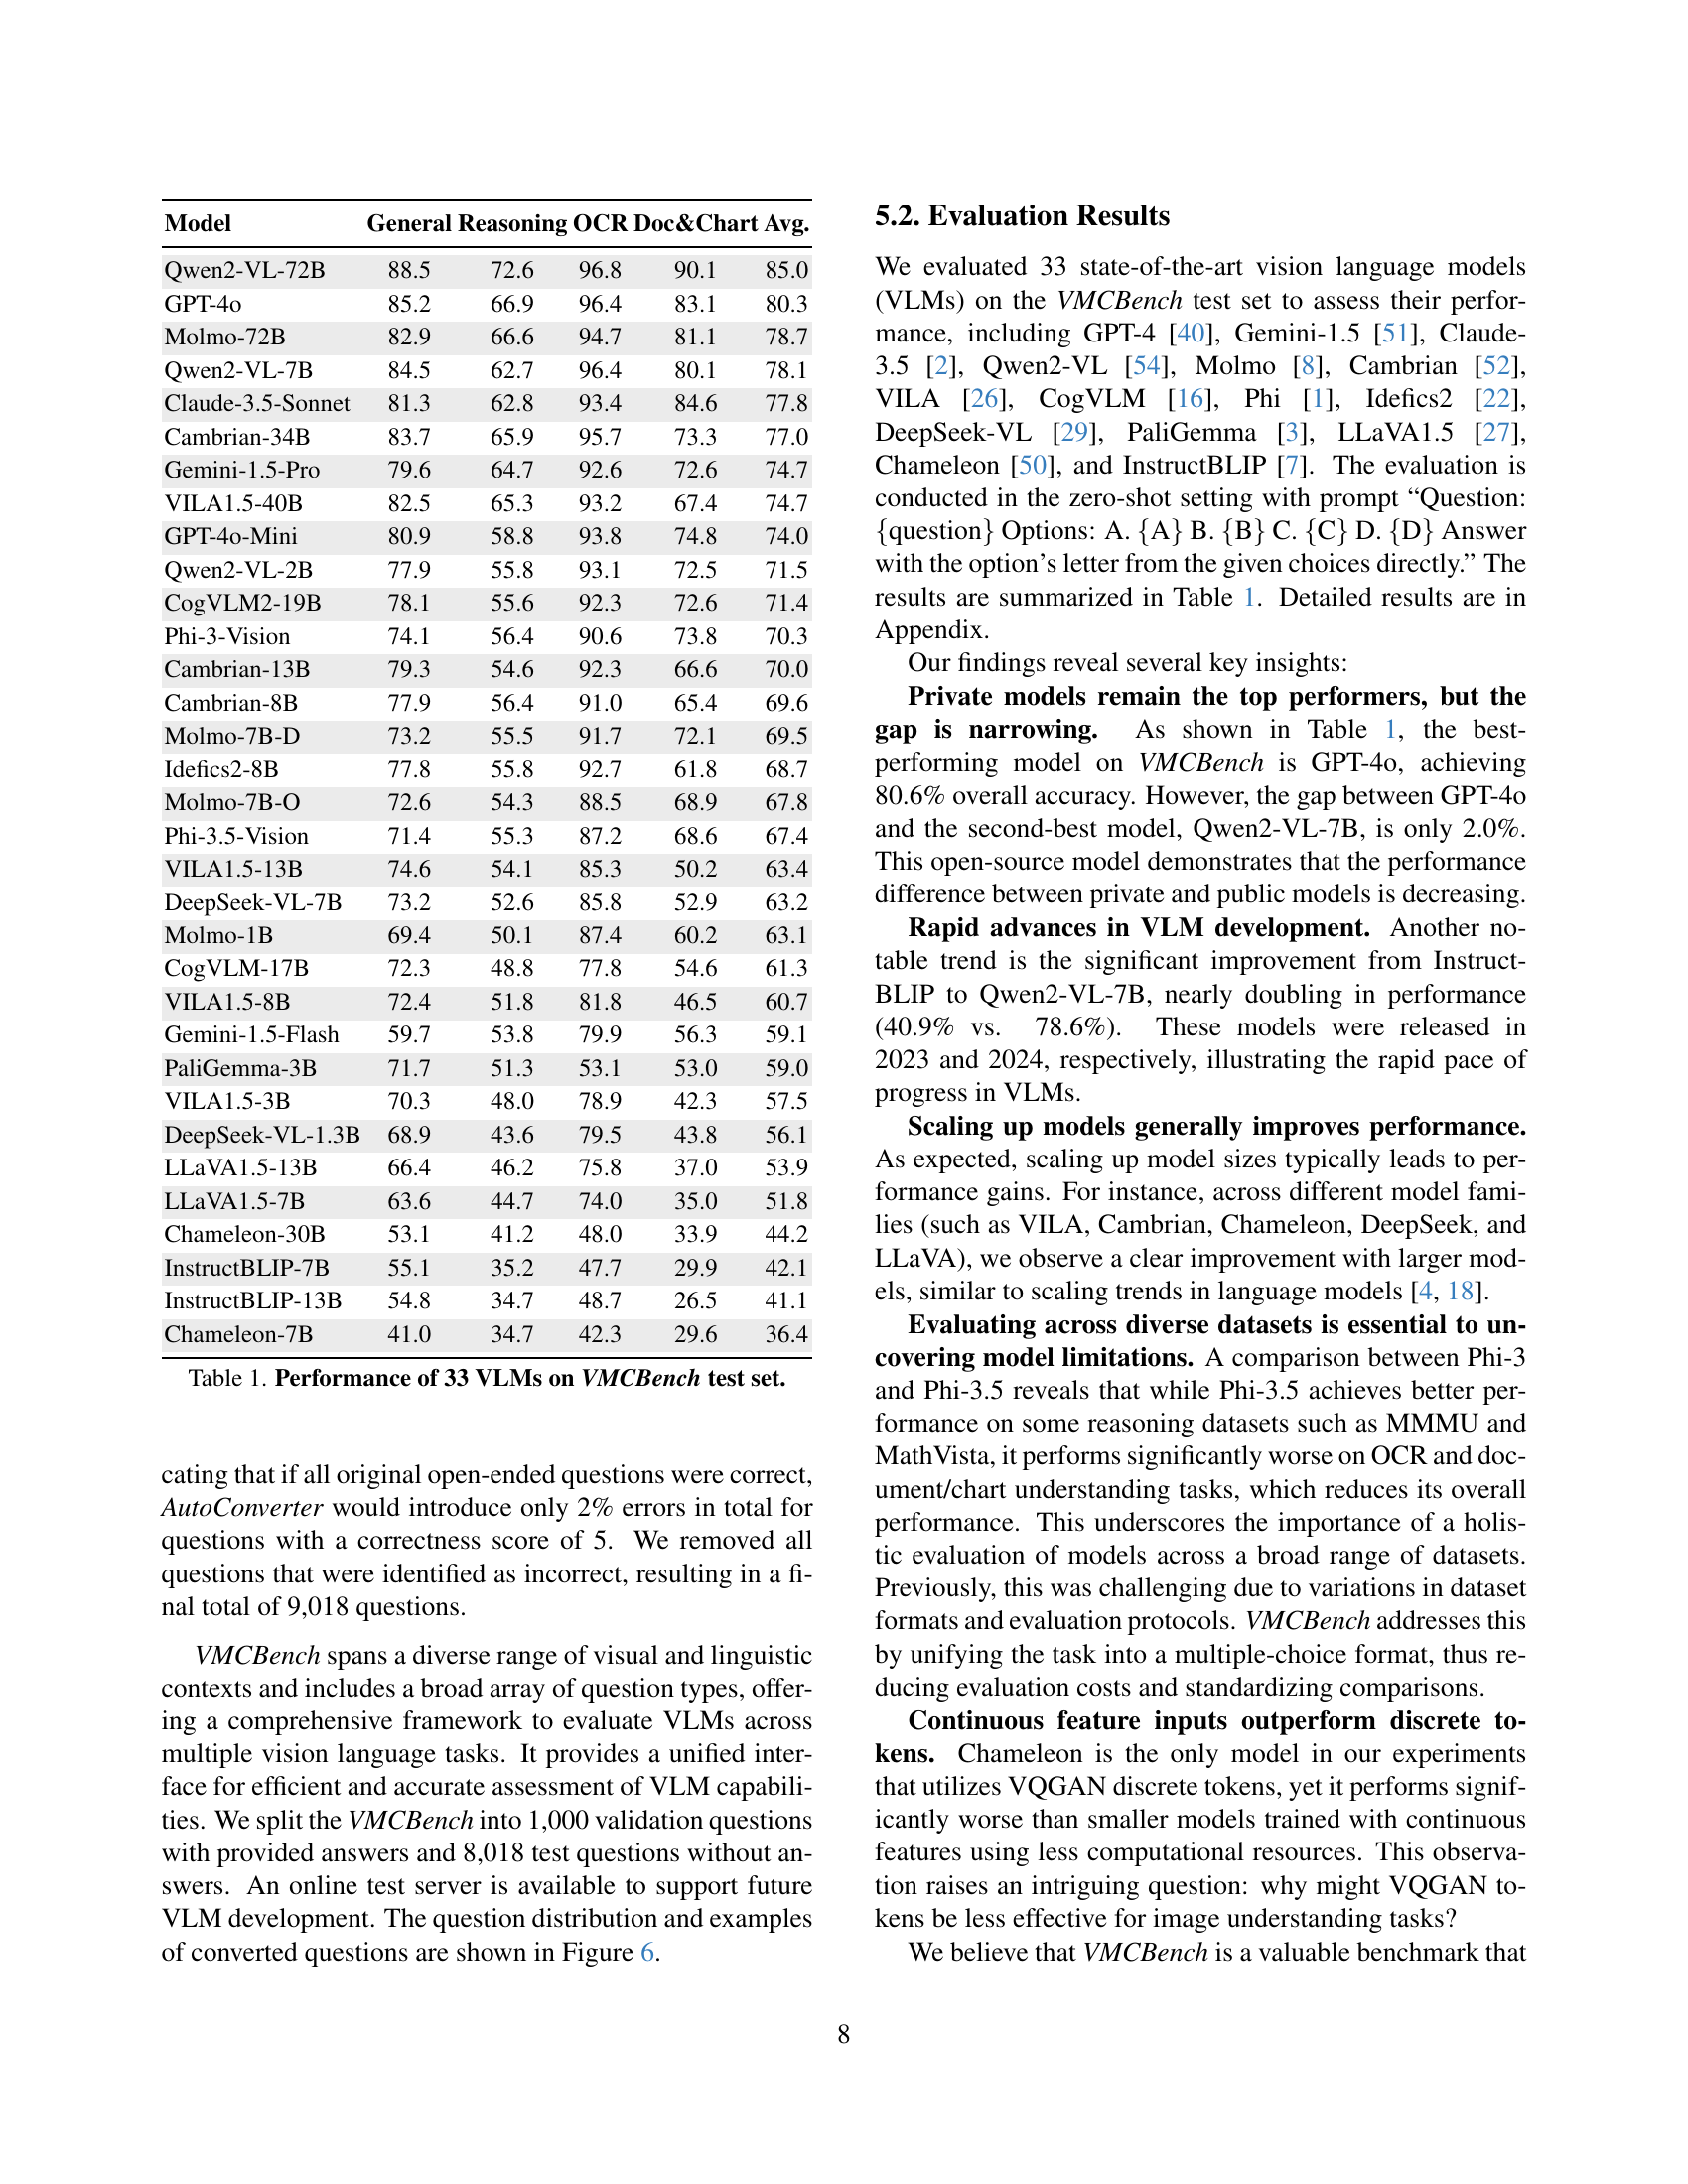 Model General Reasoning OCR Doc&Chart Avg.
Qwen2-VL-72B 88.5 72.6 96.8 90.1 85.0
GPT-4o 85.2 66.9 96.4 83.1 80.3
Molmo-72B 82.9 66.6 94.7 81.1 78.7
Qwen2-VL-7B 84.5 62.7 96.4 80.1 78.1
Claude-3.5-Sonnet 81.3 62.8 93.4 84.6 77.8
Cambrian-34B 83.7 65.9 95.7 73.3 77.0
Gemini-1.5-Pro 79.6 64.7 92.6 72.6 74.7
VILA1.5-40B 82.5 65.3 93.2 67.4 74.7
GPT-4o-Mini 80.9 58.8 93.8 74.8 74.0
Qwen2-VL-2B 77.9 55.8 93.1 72.5 71.5
CogVLM2-19B 78.1 55.6 92.3 72.6 71.4
Phi-3-Vision 74.1 56.4 90.6 73.8 70.3
Cambrian-13B 79.3 54.6 92.3 66.6 70.0
Cambrian-8B 77.9 56.4 91.0 65.4 69.6
Molmo-7B-D 73.2 55.5 91.7 72.1 69.5
Idefics2-8B 77.8 55.8 92.7 61.8 68.7
Molmo-7B-O 72.6 54.3 88.5 68.9 67.8
Phi-3.5-Vision 71.4 55.3 87.2 68.6 67.4
VILA1.5-13B 74.6 54.1 85.3 50.2 63.4
DeepSeek-VL-7B 73.2 52.6 85.8 52.9 63.2
Molmo-1B 69.4 50.1 87.4 60.2 63.1
CogVLM-17B 72.3 48.8 77.8 54.6 61.3
VILA1.5-8B 72.4 51.8 81.8 46.5 60.7
Gemini-1.5-Flash 59.7 53.8 79.9 56.3 59.1
PaliGemma-3B 71.7 51.3 53.1 53.0 59.0
VILA1.5-3B 70.3 48.0 78.9 42.3 57.5
DeepSeek-VL-1.3B 68.9 43.6 79.5 43.8 56.1
LLaVA1.5-13B 66.4 46.2 75.8 37.0 53.9
LLaVA1.5-7B 63.6 44.7 74.0 35.0 51.8
Chameleon-30B 53.1 41.2 48.0 33.9 44.2
InstructBLIP-7B 55.1 35.2 47.7 29.9 42.1
InstructBLIP-13B 54.8 34.7 48.7 26.5 41.1
Chameleon-7B 41.0 34.7 42.3 29.6 36.4
Table 1. Performance of 33 VLMs on VMCBench test set.
cating that if all original open-ended questions were correct,
AutoConverter would introduce only 2% errors in total for
questions with a correctness score of 5. We removed all
questions that were identified as incorrect, resulting in a fi-
nal total of 9,018 questions.
VMCBench spans a diverse range of visual and linguistic
contexts and includes a broad array of question types, offer-
ing a comprehensive framework to evaluate VLMs across
multiple vision language tasks. It provides a unified inter-
face for efficient and accurate assessment of VLM capabili-
ties. We split the VMCBench into 1,000 validation questions
with provided answers and 8,018 test questions without an-
swers. An online test server is available to support future
VLM development. The question distribution and examples
of converted questions are shown in Figure 6.
5.2. Evaluation Results
We evaluated 33 state-of-the-art vision language models
(VLMs) on the VMCBench test set to assess their perfor-
mance, including GPT-4 [40], Gemini-1.5 [51], Claude-
3.5 [2], Qwen2-VL [54], Molmo [8], Cambrian [52],
VILA [26], CogVLM [16], Phi [1], Idefics2 [22],
DeepSeek-VL [29], PaliGemma [3], LLaVA1.5 [27],
Chameleon [50], and InstructBLIP [7]. The evaluation is
conducted in the zero-shot setting with prompt “Question:
{question} Options: A. {A} B. {B} C. {C} D. {D} Answer
with the option’s letter from the given choices directly.” The
results are summarized in Table 1. Detailed results are in
Appendix.
Our findings reveal several key insights:
Private models remain the top performers, but the
gap is narrowing. As shown in Table 1, the best-
performing model on VMCBench is GPT-4o, achieving
80.6% overall accuracy. However, the gap between GPT-4o
and the second-best model, Qwen2-VL-7B, is only 2.0%.
This open-source model demonstrates that the performance
difference between private and public models is decreasing.
Rapid advances in VLM development. Another no-
table trend is the significant improvement from Instruct-
BLIP to Qwen2-VL-7B, nearly doubling in performance
(40.9% vs. 78.6%). These models were released in
2023 and 2024, respectively, illustrating the rapid pace of
progress in VLMs.
Scaling up models generally improves performance.
As expected, scaling up model sizes typically leads to per-
formance gains. For instance, across different model fami-
lies (such as VILA, Cambrian, Chameleon, DeepSeek, and
LLaVA), we observe a clear improvement with larger mod-
els, similar to scaling trends in language models [4, 18].
Evaluating across diverse datasets is essential to un-
covering model limitations. A comparison between Phi-3
and Phi-3.5 reveals that while Phi-3.5 achieves better per-
formance on some reasoning datasets such as MMMU and
MathVista, it performs significantly worse on OCR and doc-
ument/chart understanding tasks, which reduces its overall
performance. This underscores the importance of a holis-
tic evaluation of models across a broad range of datasets.
Previously, this was challenging due to variations in dataset
formats and evaluation protocols. VMCBench addresses this
by unifying the task into a multiple-choice format, thus re-
ducing evaluation costs and standardizing comparisons.
Continuous feature inputs outperform discrete to-
kens. Chameleon is the only model in our experiments
that utilizes VQGAN discrete tokens, yet it performs signif-
icantly worse than smaller models trained with continuous
features using less computational resources. This observa-
tion raises an intriguing question: why might VQGAN to-
kens be less effective for image understanding tasks?
We believe that VMCBench is a valuable benchmark that
8